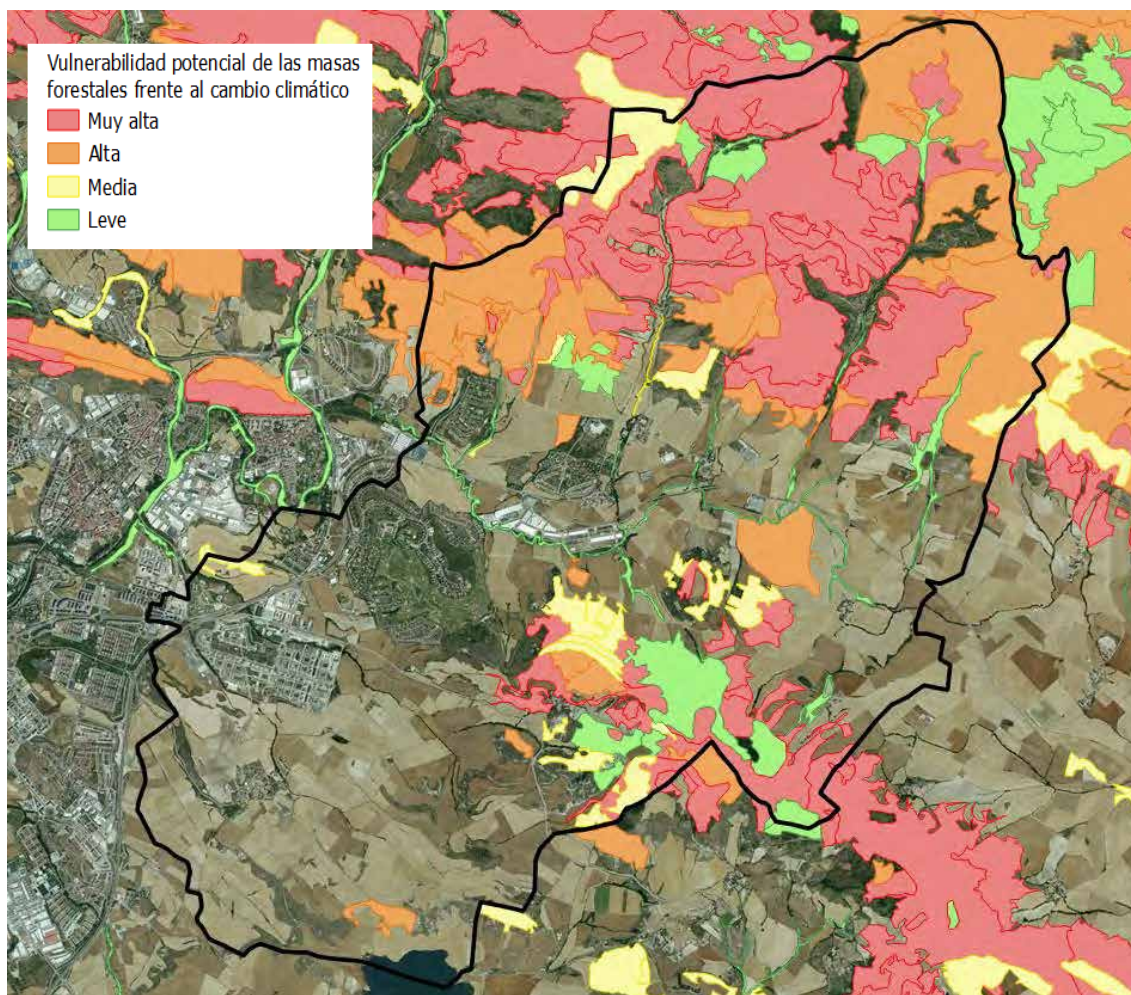 Vulnerabilidad potencial de las masas
forestales frente al cambio climático
Muy alta
Alta
Media
Leve